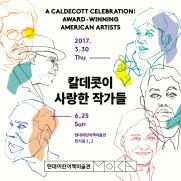 A CALDECOTT CELEBRATION:
AWARD-WINNING
AMERICAN ARTISTS
2017.
3.30
Thu
칼데콧이
사랑한 작가들
6.25
Sun
현대어린이책미술관
전시실 1, 2
현대어린이책미술관 MOKA